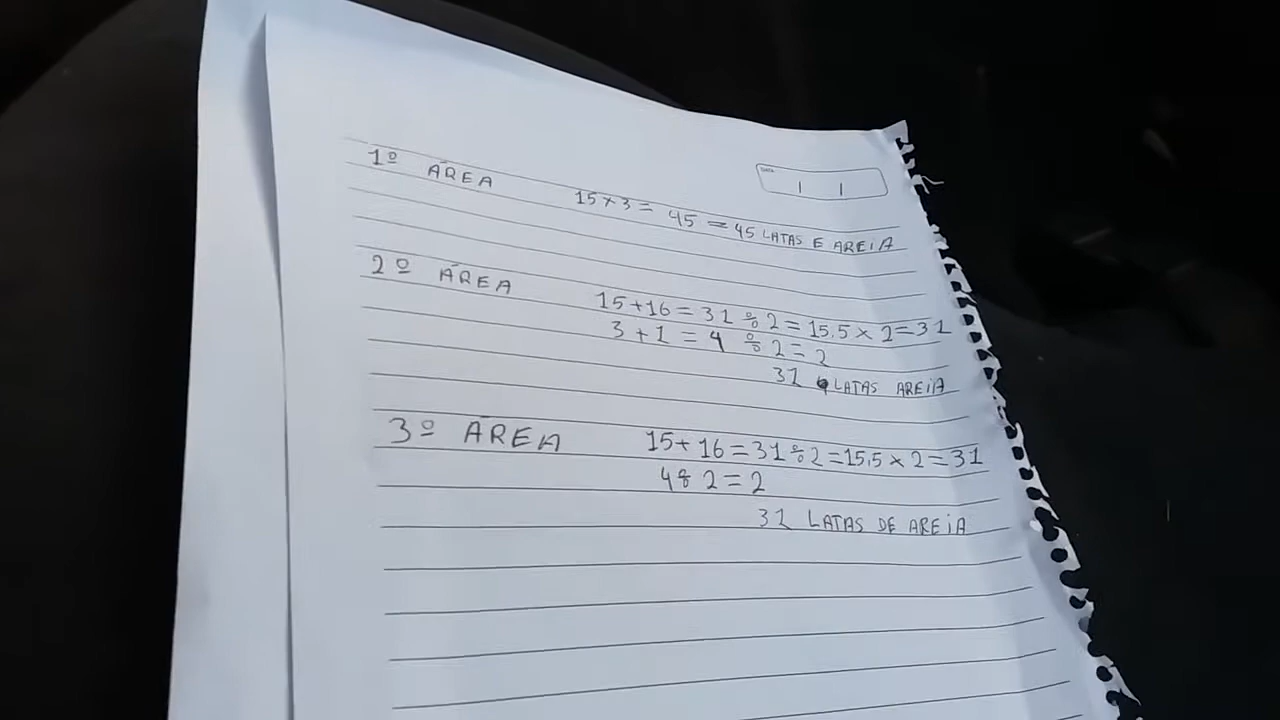 DATA
1º ÁREA 15×3= 45 = 45 LATAS E AREIA
2º ÁREA 15+16=31÷2=15.5×2=31
3+1=4 ÷2=2
31 LATAS AREIA
3º ÁREA 15+16=31÷2=15.5×2=31
4÷2=2
31 LATAS DE AREIA